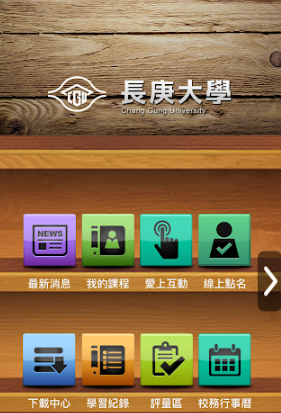 CGU
長庚大學
Chang Gung University
NEWS
最新消息
我的課程
愛上互動
線上點名
下載中心
學習紀錄
評量區
校務行事曆